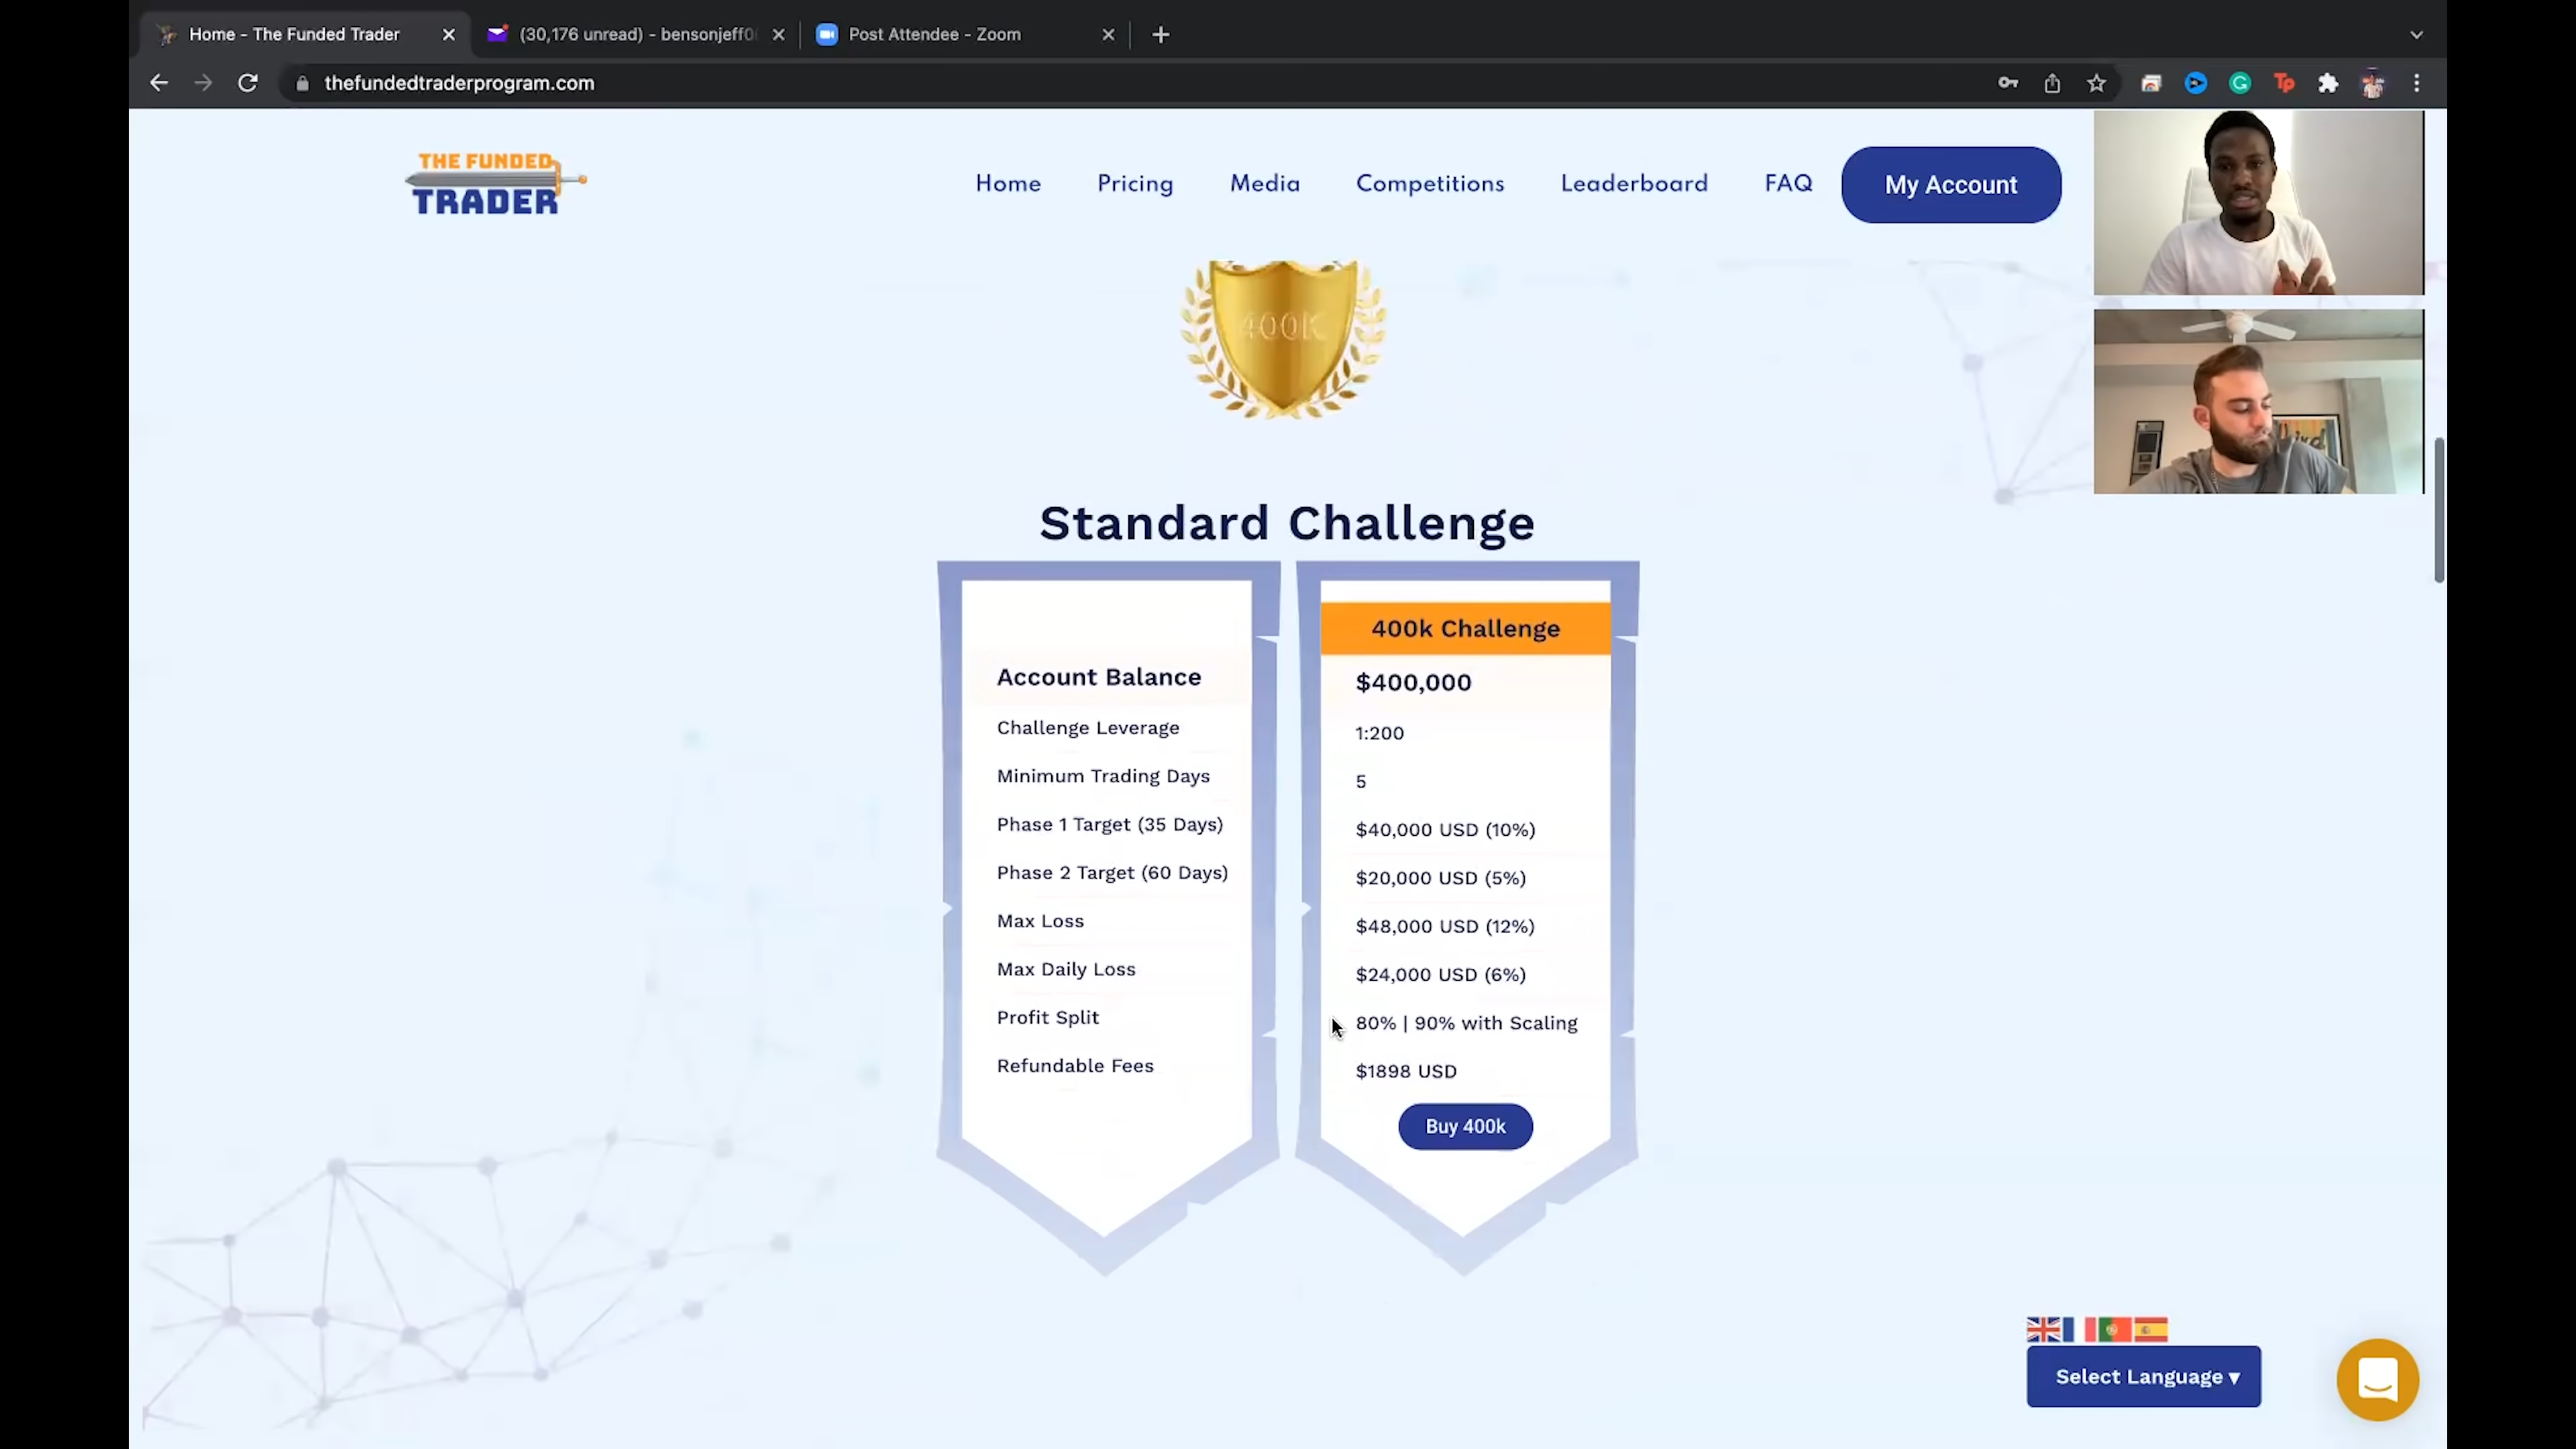 Home - The Funded Trader
(30,176 unread) - bensonjeff0
Post Attendee - Zoom
thefundedtraderprogram.com
THE FUNDED
TRADER
Home
Pricing
Media
Competitions
Leaderboard
FAQ
My Account
400K
Standard Challenge
400k Challenge
Account Balance
$400,000
Challenge Leverage
1:200
Minimum Trading Days
5
Phase 1 Target (35 Days)
$40,000 USD (10%)
Phase 2 Target (60 Days)
$20,000 USD (5%)
Max Loss
$48,000 USD (12%)
Max Daily Loss
$24,000 USD (6%)
Profit Split
80% | 90% with Scaling
Refundable Fees
$1898 USD
Buy 400k
Select Language ▾